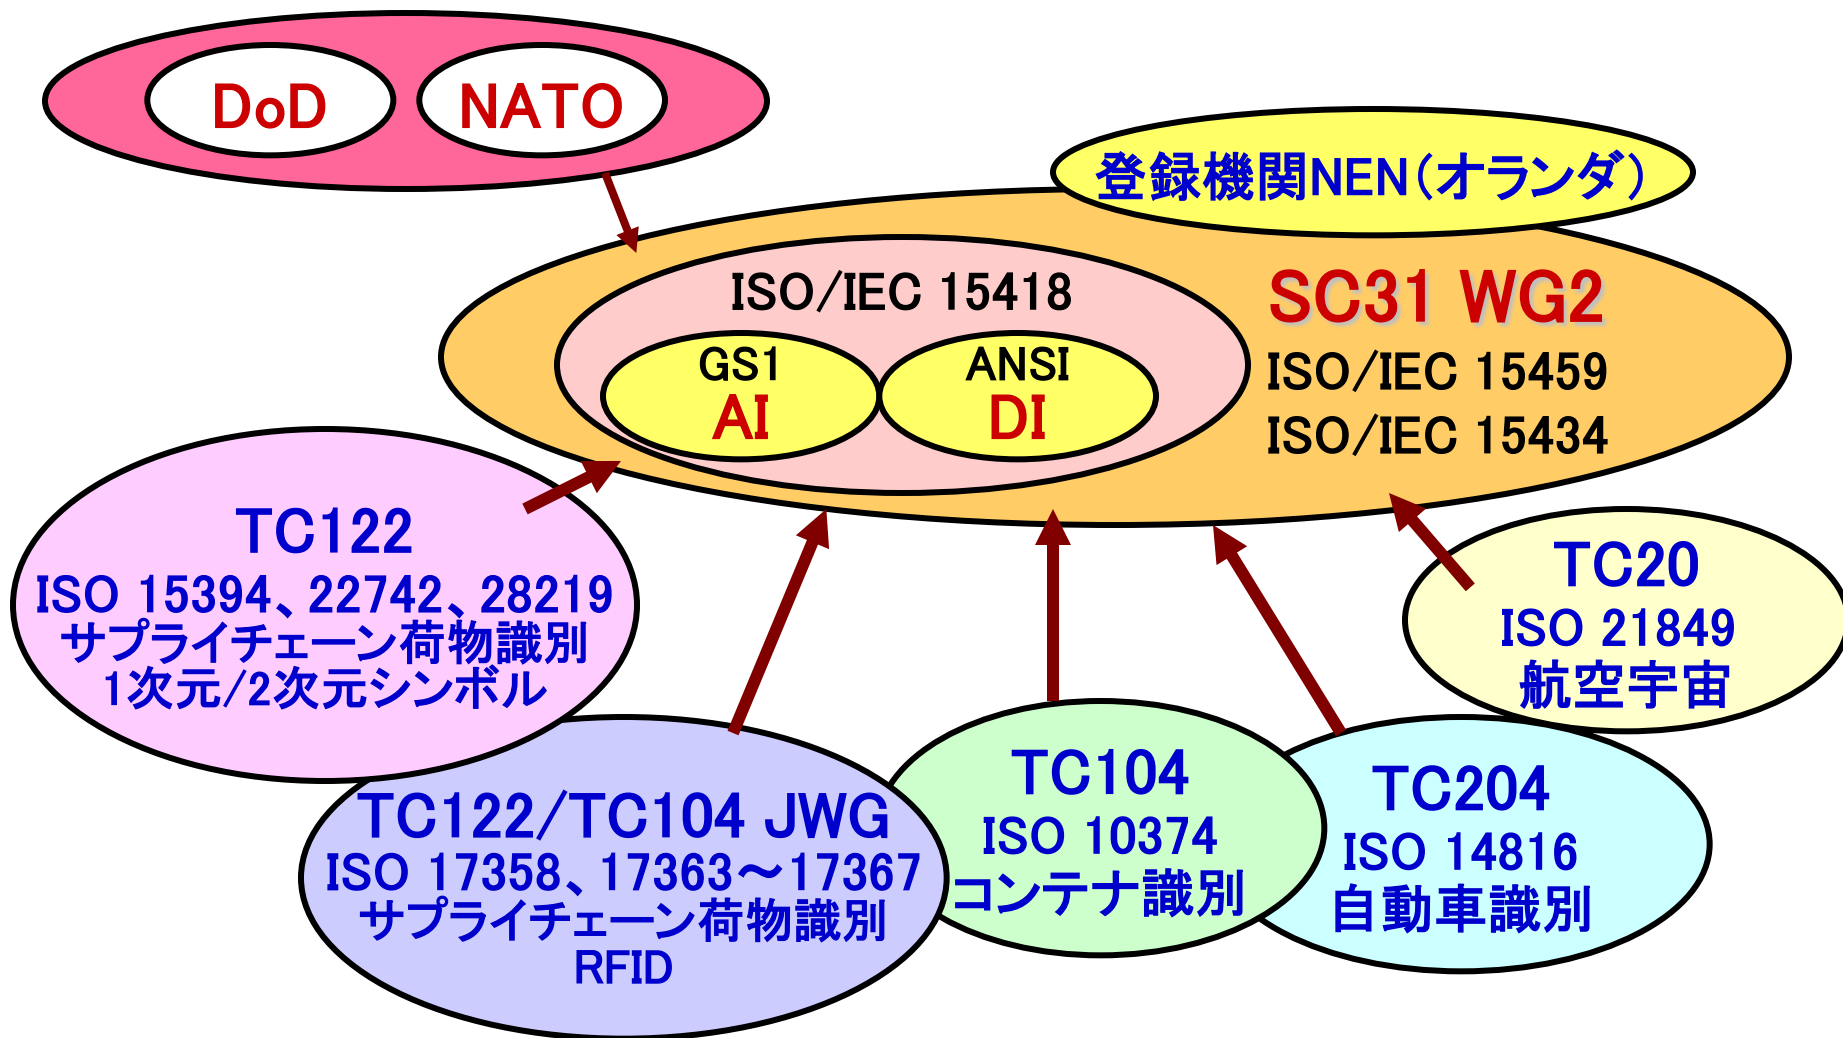 DoD
NATO
登録機関NEN（オランダ）
ISO/IEC 15418
GS1
AI
ANSI
DI
SC31 WG2
ISO/IEC 15459
ISO/IEC 15434
TC122
ISO 15394、22742、28219
サプライチェーン荷物識別
1次元/2次元シンボル
TC20
ISO 21849
航空宇宙
TC122/TC104 JWG
ISO 17358、17363～17367
サプライチェーン荷物識別
RFID
TC104
ISO 10374
コンテナ識別
TC204
ISO 14816
自動車識別